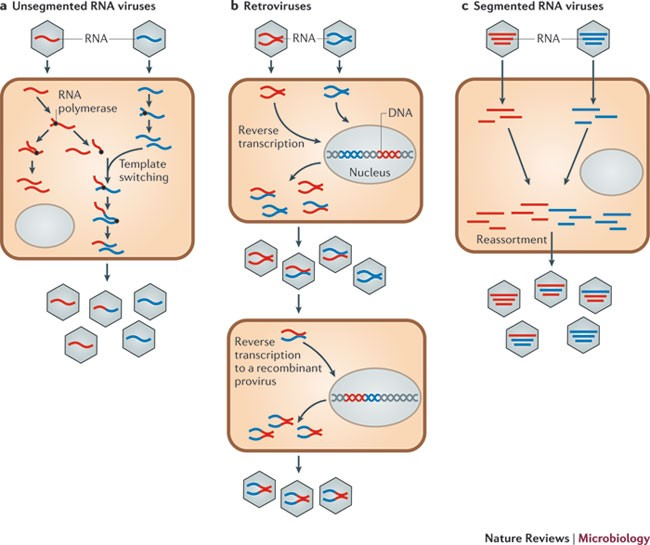 a Unsegmented RNA viruses
RNA
RNA
polymerase
Template
switching
b Retroviruses
RNA
Reverse
transcription
DNA
Nucleus
Reverse
transcription
to a recombinant
provirus
c Segmented RNA viruses
RNA
Reassortment
Nature Reviews | Microbiology